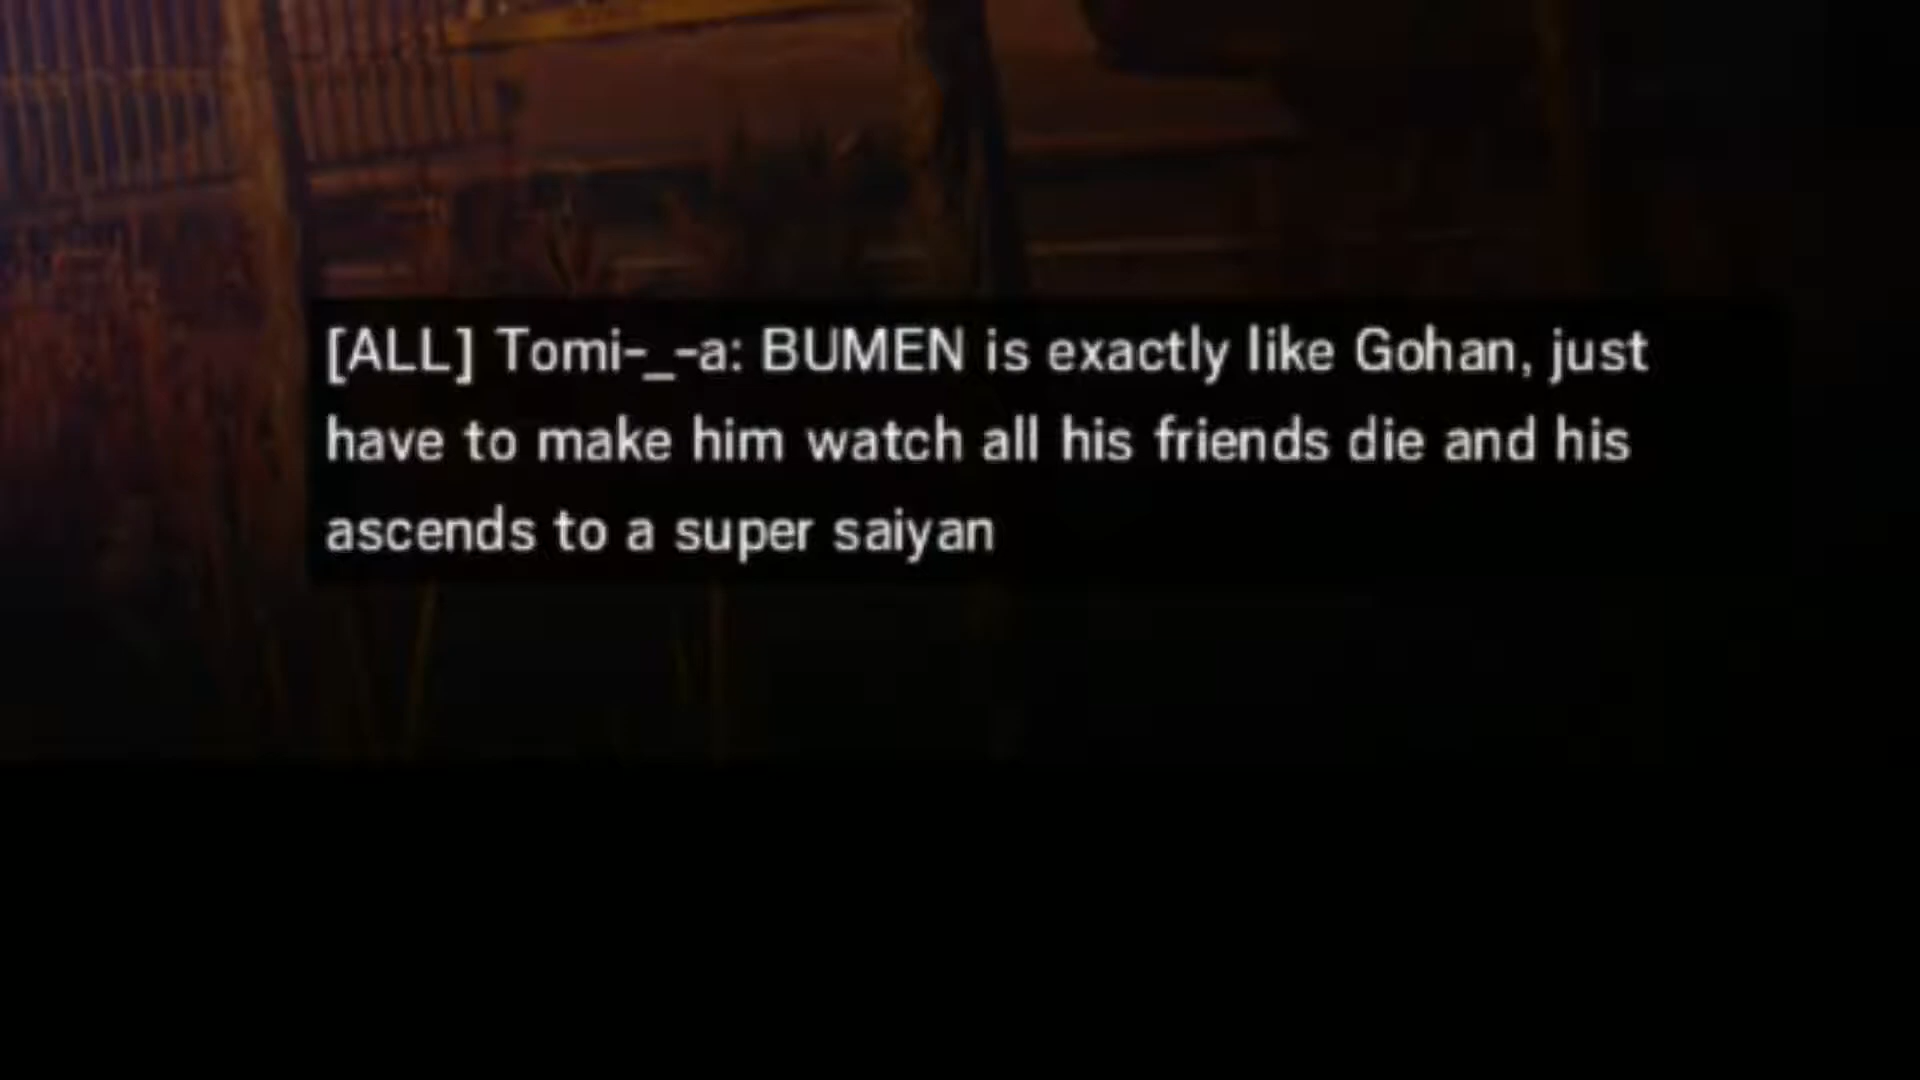 [ALL] Tomi-_-a: BUMEN is exactly like Gohan, just
have to make him watch all his friends die and his
ascends to a super saiyan